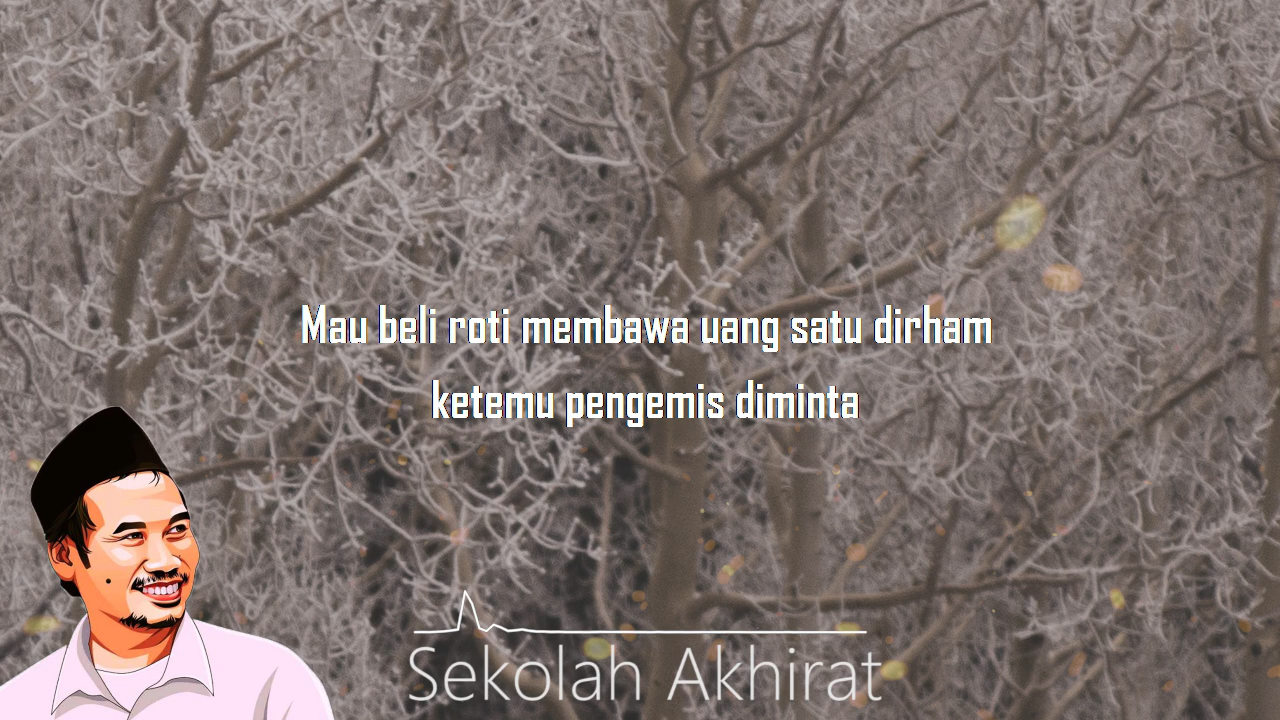 Mau beli roti membawa uang satu dirham
ketemu pengemis diminta
Sekolah Akhirat